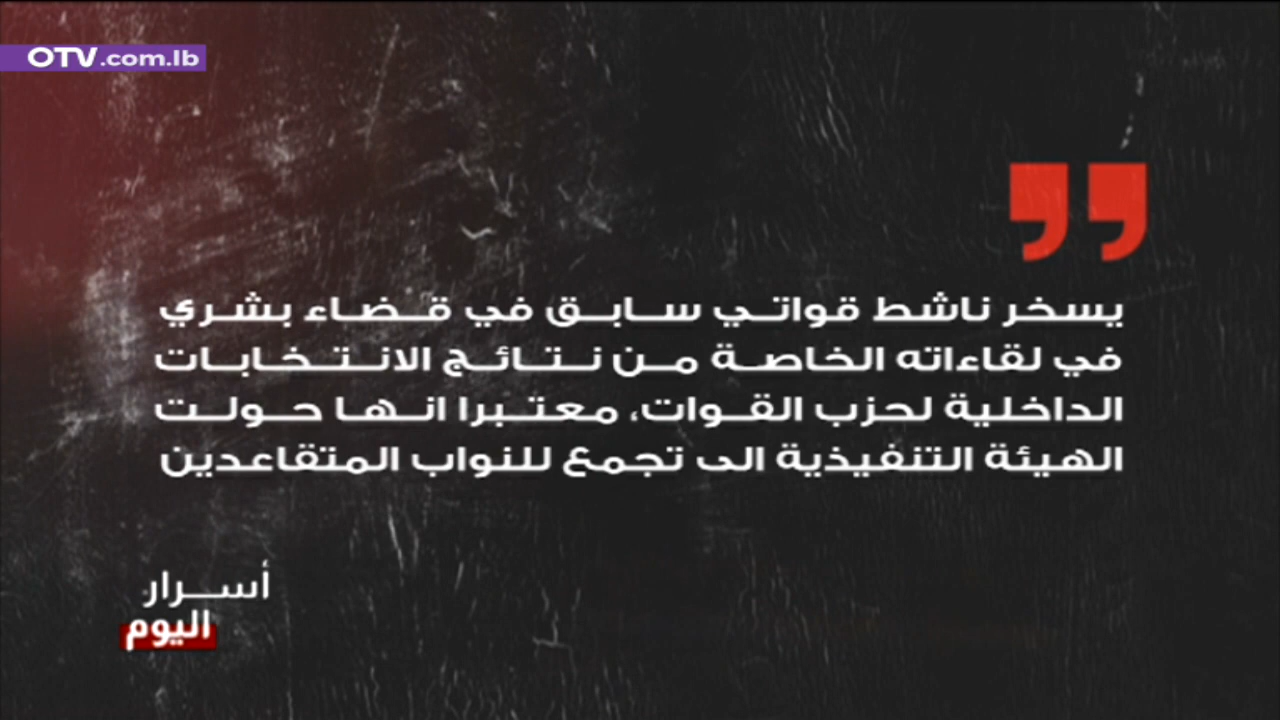 OTV.com.lb
يسخر ناشط قواتي سابق في قضاء بشري
في لقاءاته الخاصة من نتائج الانتخابات
الداخلية لحزب القوات، معتبرا انها حولت
الهيئة التنفيذية الى تجمع للنواب المتقاعدين
أسرار
اليوم